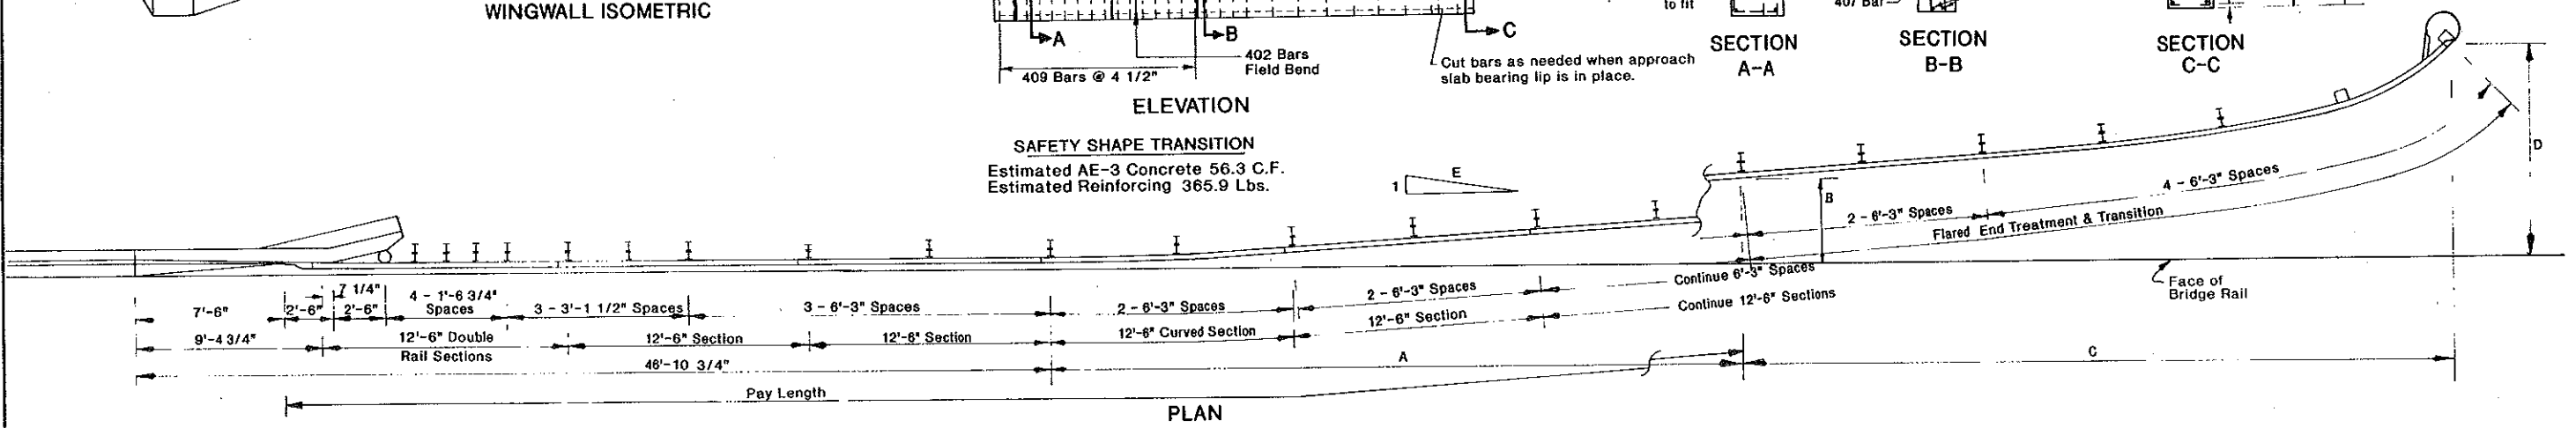 WINGWALL ISOMETRIC
A
B
C
409 Bars @ 4 1/2"
402 Bars
Field Bend
Cut bars as needed when approach
slab bearing lip is in place.
ELEVATION
to fit
407 Bar
SECTION
A-A
SECTION
B-B
SECTION
C-C
SAFETY SHAPE TRANSITION
Estimated AE-3 Concrete 56.3 C.F.
Estimated Reinforcing 365.9 Lbs.
1
E
B
D
2 - 6'-3" Spaces
4 - 6'-3" Spaces
Flared End Treatment & Transition
Face of
Bridge Rail
7'-6"
2'-6"
7 1/4"
2'-6"
4 - 1'-6 3/4"
Spaces
3 - 3'-1 1/2" Spaces
3 - 6'-3" Spaces
2 - 6'-3" Spaces
2 - 6'-3" Spaces
Continue 6'-3" Spaces
9'-4 3/4"
12'-6" Double
Rail Sections
12'-6" Section
12'-6" Section
12'-6" Curved Section
12'-6" Section
Continue 12'-6" Sections
46'-10 3/4"
A
C
Pay Length
PLAN